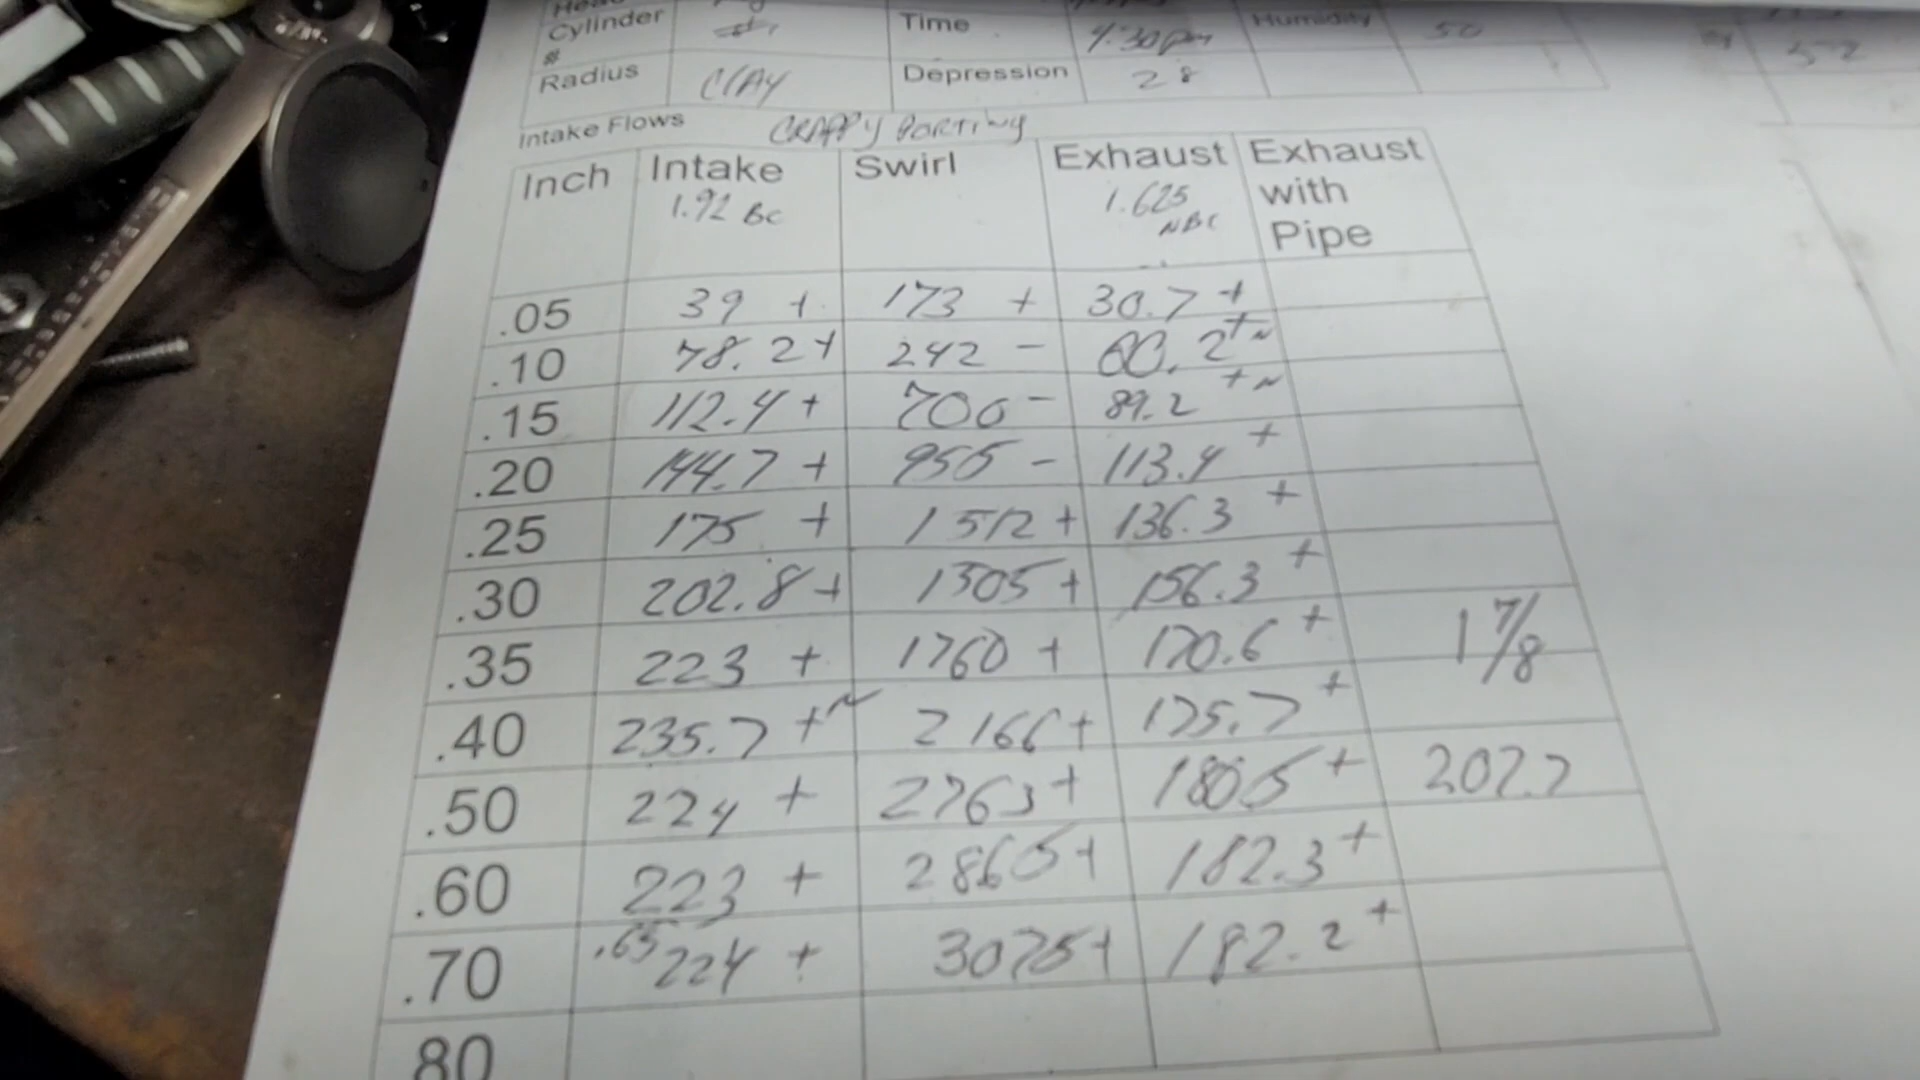 Cylinder Time 4:30pm Humidity 50
#
Radius CLAY Depression 28 52
Intake Flows CRAPPY PORTING
Inch Intake Swirl Exhaust Exhaust
1.92 BC 1.625 with
NBC Pipe
.05 39 + 173 + 30.7 +
.10 78.2 + 242 - 60.2 + ~
.15 112.4 + 700 - 89.2 + ~
.20 144.7 + 955 - 113.4 +
.25 175 + 1512 + 136.3 +
.30 202.8 + 1505 + 156.3 +
.35 223 + 1760 + 170.6 + 1 7/8
.40 235.7 + ~ 2166 + 175.7 +
.50 224 + 2763 + 180.5 + 202.2
.60 223 + 2865 + 182.3 +
.70 .65 224 + 3075 + 182.2 +
.80